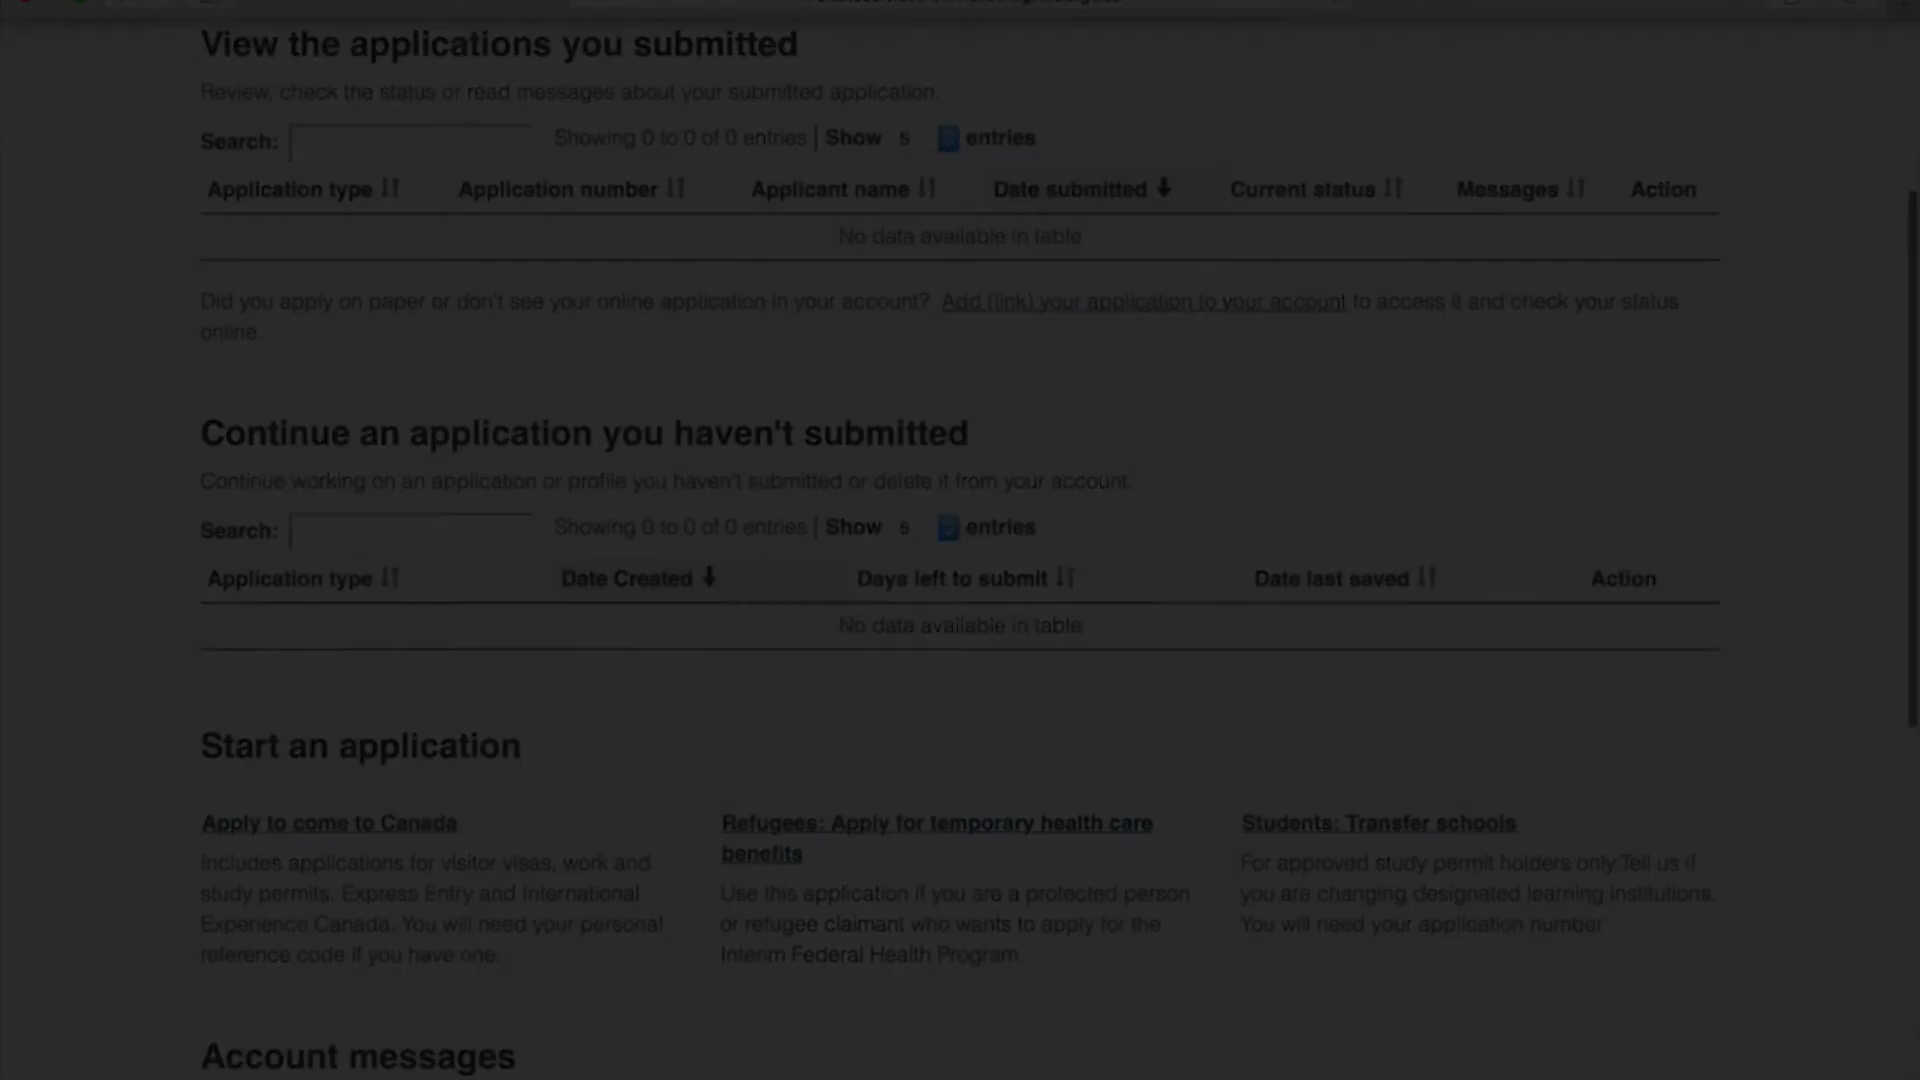 View the applications you submitted
Review, check the status or read messages about your submitted application.
Search: Showing 0 to 0 of 0 entries | Show 5 entries
Application type Application number Applicant name Date submitted Current status Messages Action
No data available in table
Did you apply on paper or don't see your online application in your account? Add (link) your application to your account to access it and check your status
online.
Continue an application you haven't submitted
Continue working on an application or profile you haven't submitted or delete it from your account.
Search: Showing 0 to 0 of 0 entries | Show 5 entries
Application type Date Created Days left to submit Date last saved Action
No data available in table
Start an application
Apply to come to Canada
Includes applications for visitor visas, work and
study permits, Express Entry and International
Experience Canada. You will need your personal
reference code if you have one.
Refugees: Apply for temporary health care
benefits
Use this application if you are a protected person
or refugee claimant who wants to apply for the
Interim Federal Health Program.
Students: Transfer schools
For approved study permit holders only.Tell us if
you are changing designated learning institutions.
You will need your application number.
Account messages